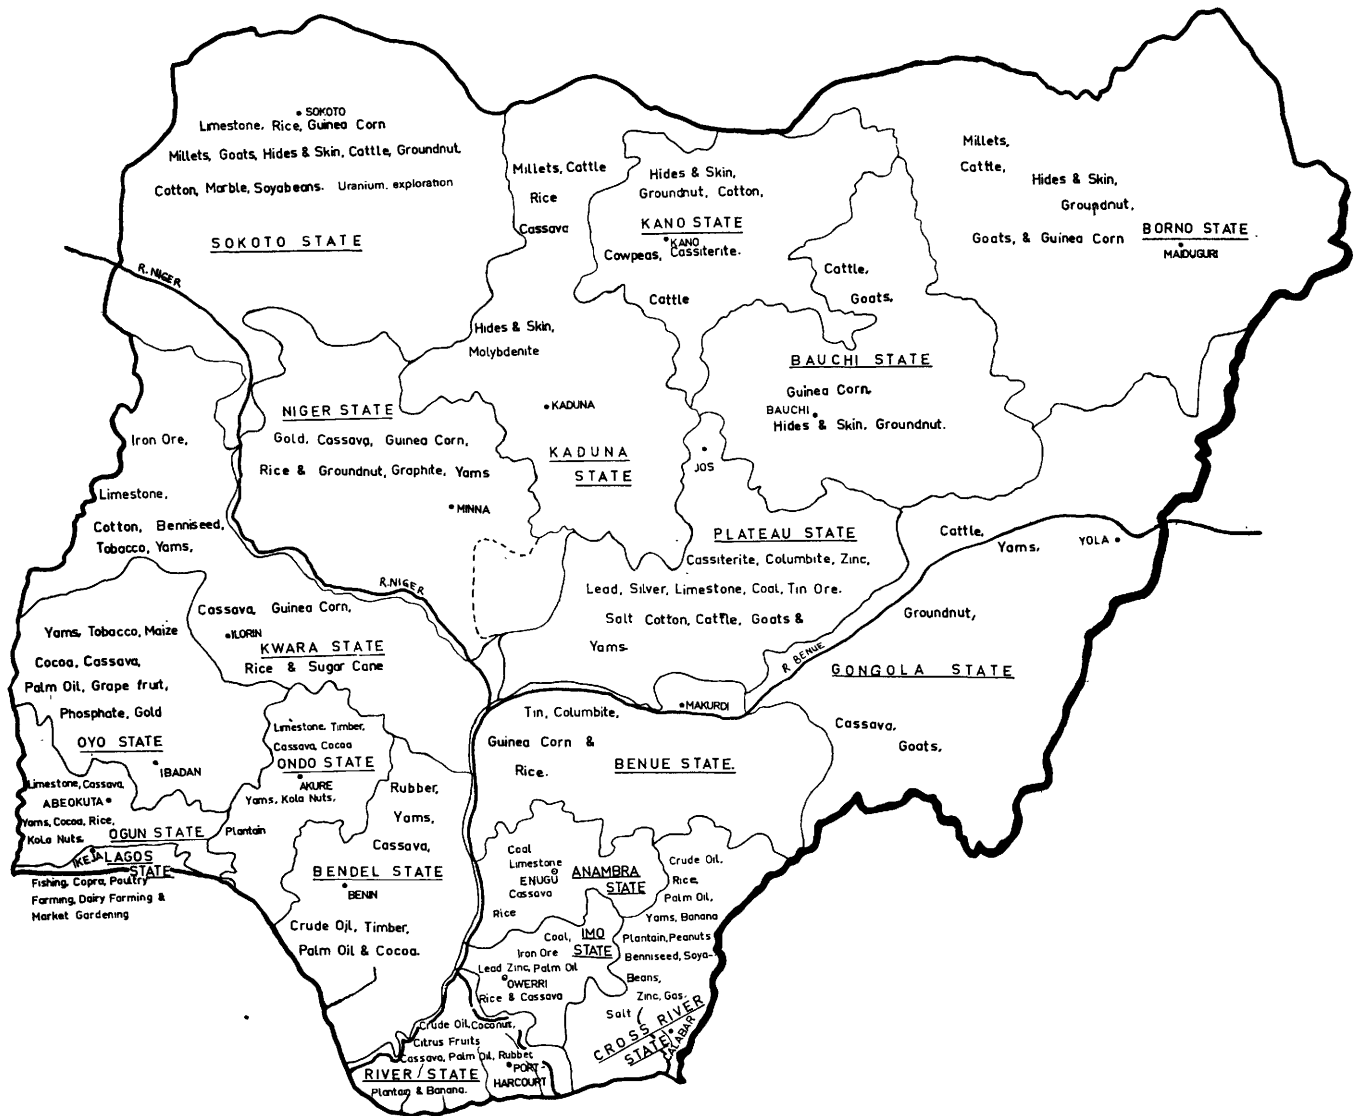 SOKOTO
Limestone, Rice, Guinea Corn
Millets, Goats, Hides & Skin, Cattle, Groundnut.
Cotton, Marble, Soyabeans. Uranium. exploration
SOKOTO STATE
R. NIGER
Millets, Cattle
Rice
Cassava
Hides & Skin,
Molybdenite
KADUNA
KADUNA
STATE
Hides & Skin,
Groundnut, Cotton,
KANO STATE
KANO
Cowpeas, Cassiterite.
Cattle
Cattle,
Goats,
BAUCHI STATE
Guinea Corn,
BAUCHI
Hides & Skin, Groundnut.
Millets,
Cattle,
Hides & Skin,
Groundnut,
Goats, & Guinea Corn
BORNO STATE.
MAIDUGURI
NIGER STATE
Gold, Cassava, Guinea Corn,
Rice & Groundnut, Graphite, Yams
MINNA
R. NIGER
JOS
PLATEAU STATE
Cassiterite, Columbite, Zinc,
Lead, Silver, Limestone, Coal, Tin Ore.
Salt Cotton, Cattle, Goats &
Yams.
Cattle,
Yams,
YOLA
Groundnut,
R BENUE
GONGOLA STATE
Cassava,
Goats,
Iron Ore,
Limestone,
Cotton, Benniseed,
Tobacco, Yams,
Cassava, Guinea Corn,
ILORIN
KWARA STATE
Rice & Sugar Cane
Yams, Tobacco, Maize
Cocoa, Cassava,
Palm Oil, Grape fruit,
Phosphate, Gold
OYO STATE
IBADAN
Limestone, Timber,
Cassava, Cocoa
ONDO STATE
AKURE
Yams, Kola Nuts,
Plantain
Limestone, Cassava,
ABEOKUTA
Yams, Cocoa, Rice,
Kola Nuts.
OGUN STATE
IKEJA
LAGOS
STATE
Fishing, Copra, Poultry
Farming, Dairy Farming &
Market Gardening
Rubber,
Yams,
Cassava,
BENDEL STATE
BENIN
Crude Oil, Timber,
Palm Oil & Cocoa.
MAKURDI
Tin, Columbite,
Guinea Corn &
Rice.
BENUE STATE.
Coal
Limestone
ENUGU
Cassava
Rice
ANAMBRA
STATE
Coal,
Iron Ore
IMO
STATE
Lead Zinc, Palm Oil
OWERRI
Rice & Cassava
Crude Oil,
Rice,
Palm Oil,
Yams, Banana
Plantain, Peanuts
Benniseed, Soya-
Beans,
Zinc, Gas.
Salt
CROSS RIVER
STATE
CALABAR
Crude Oil, Coconut,
Citrus Fruits
Cassava, Palm Oil, Rubber,
RIVER STATE
Plantain & Banana.
PORT-
HARCOURT